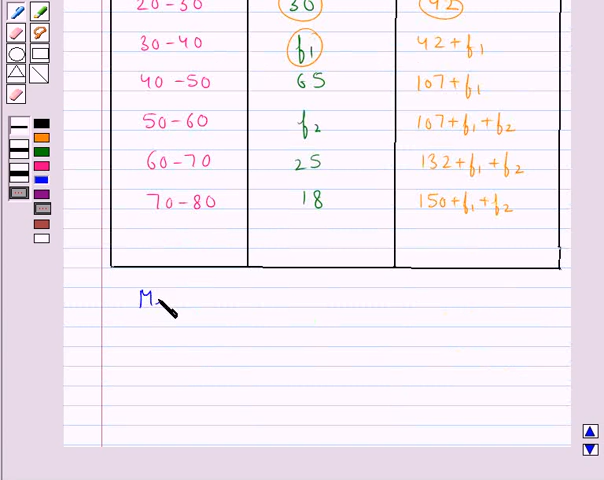 20-30 30 42
30-40 f₁ 42+f₁
40-50 65 107+f₁
50-60 f₂ 107+f₁+f₂
60-70 25 132+f₁+f₂
70-80 18 150+f₁+f₂
M